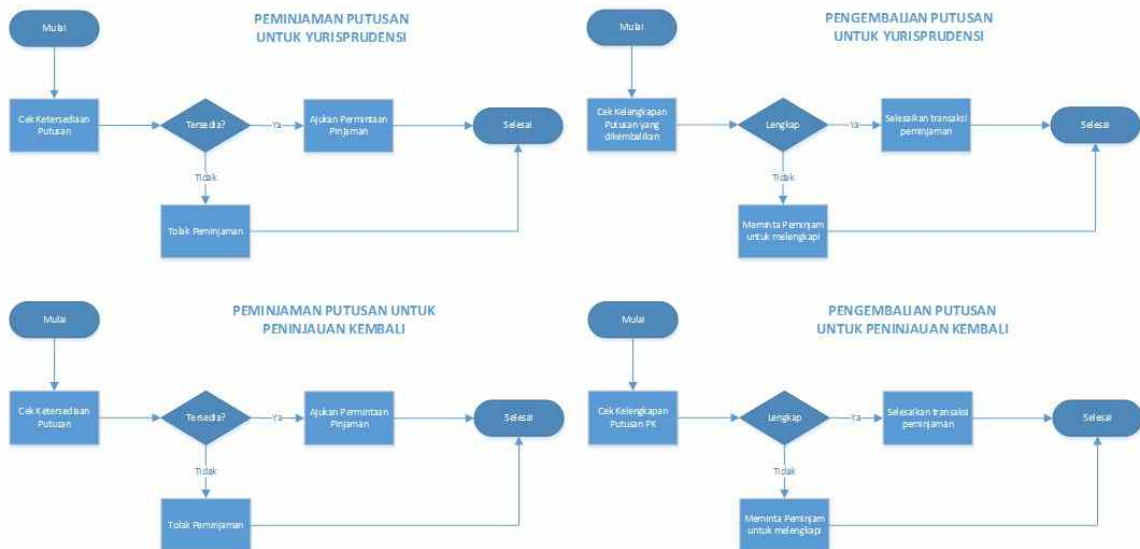 PEMINJAMAN PUTUSAN
UNTUK YURISPRUDENSI
Mulai
Cek Ketersediaan
Putusan
Tersedia?
Ya
Ajukan Permintaan
Pinjaman
Selesai
Tidak
Tolak Peminjaman
PENGEMBALIAN PUTUSAN
UNTUK YURISPRUDENSI
Mulai
Cek Kelengkapan
Putusan yang
dikembalikan
Lengkap
Ya
Selesaikan transaksi
peminjaman
Selesai
Tidak
Meminta Peminjam
untuk melengkapi
PEMINJAMAN PUTUSAN UNTUK
PENINJAUAN KEMBALI
Mulai
Cek Ketersediaan
Putusan
Tersedia?
Ya
Ajukan Permintaan
Pinjaman
Selesai
Tidak
Tolak Peminjaman
PENGEMBALIAN PUTUSAN
UNTUK PENINJAUAN KEMBALI
Mulai
Cek Kelengkapan
Putusan PK
Lengkap
Ya
Selesaikan transaksi
peminjaman
Selesai
Tidak
Meminta Peminjam
untuk melengkapi